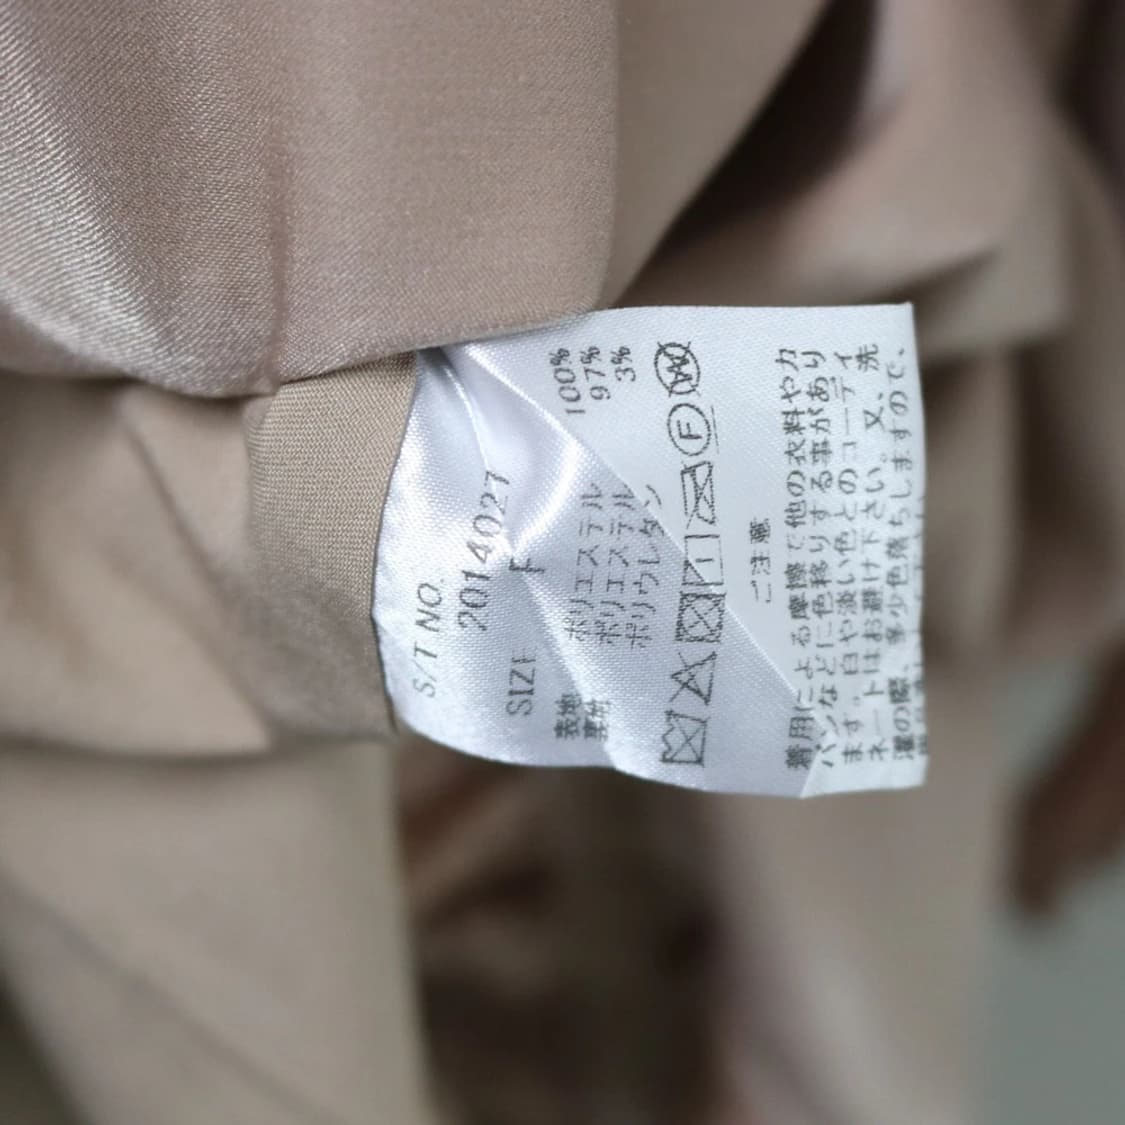 S/T NO.
2014027
SIZE F
表地 ポリエステル 100%
裏地 ポリエステル 97%
ポリウレタン 3%
W
F
ご注意
着用による摩擦で他の衣料やカ
バンなどに色移りする事があり
ます。白や淡い色とのコーディ
ネートはお避け下さい。又、洗
濯の際、多少色落ちしますので、